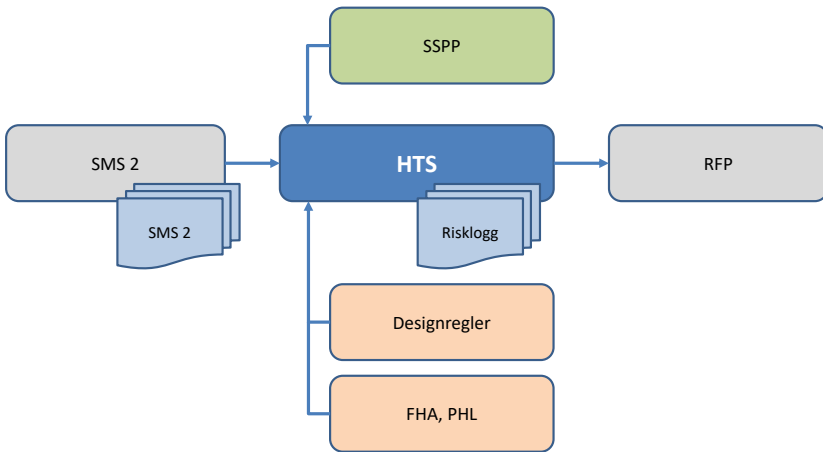 SSPP
SMS 2
HTS
RFP
SMS 2
Risklogg
Designregler
FHA, PHL